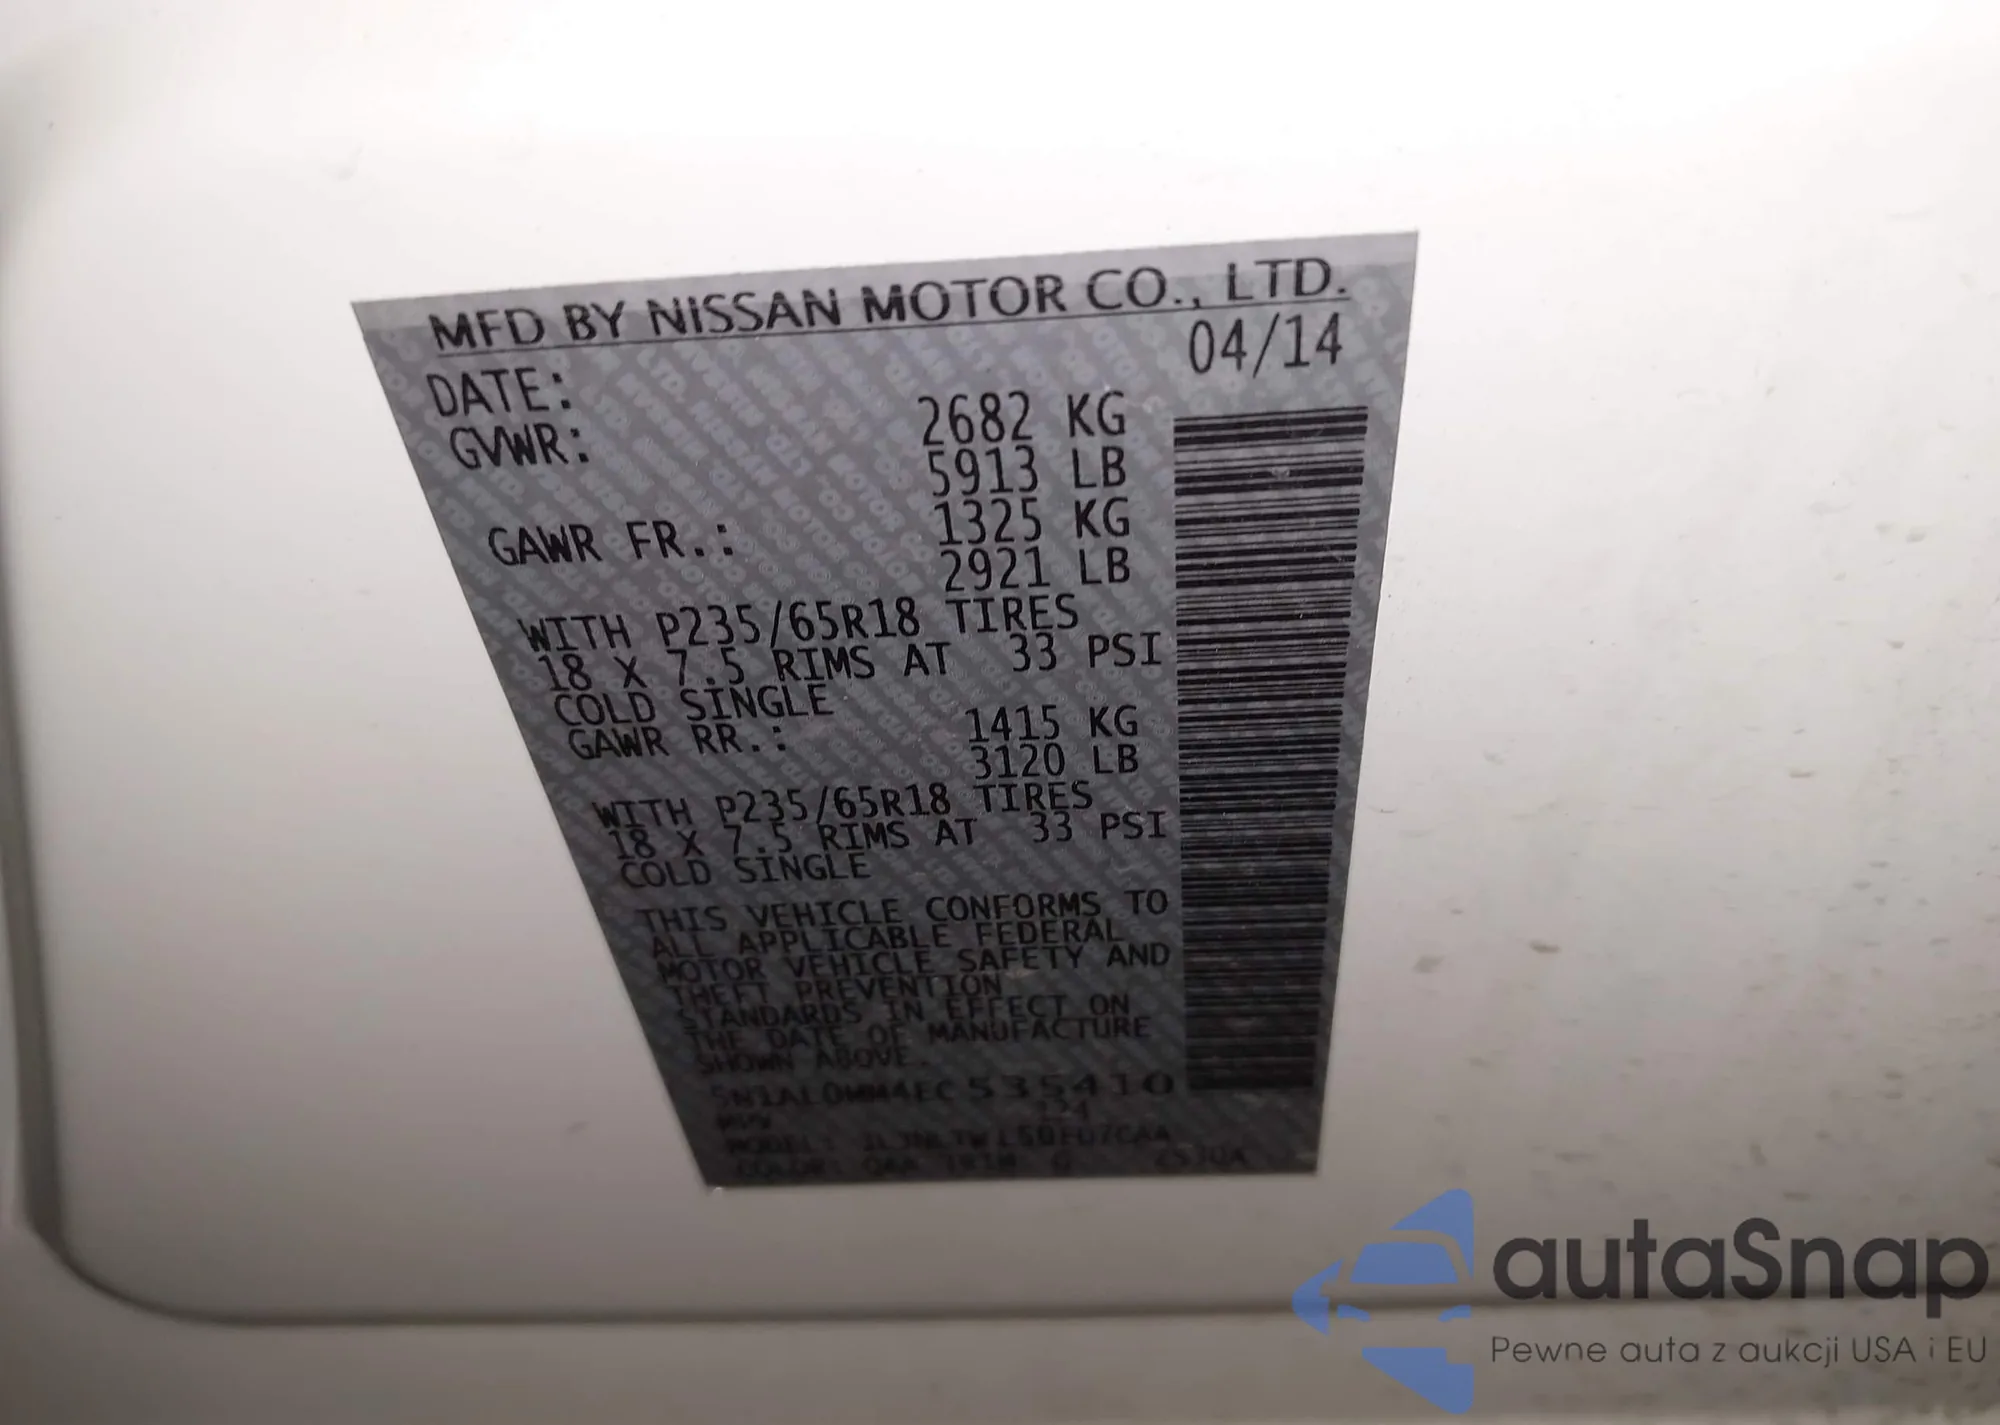 MFD BY NISSAN MOTOR CO., LTD.
DATE: 04/14
GVWR: 2682 KG
5913 LB
GAWR FR.: 1325 KG
2921 LB
WITH P235/65R18 TIRES
18 X 7.5 RIMS AT 33 PSI
COLD SINGLE
GAWR RR.: 1415 KG
3120 LB
WITH P235/65R18 TIRES
18 X 7.5 RIMS AT 33 PSI
COLD SINGLE
THIS VEHICLE CONFORMS TO
ALL APPLICABLE FEDERAL
MOTOR VEHICLE SAFETY AND
THEFT PREVENTION
STANDARDS IN EFFECT ON
THE DATE OF MANUFACTURE
SHOWN ABOVE.
5N1AL0MM4EC535410
MPV
MODEL:
COLOR:
autaSnap
Pewne auta z aukcji USA i EU